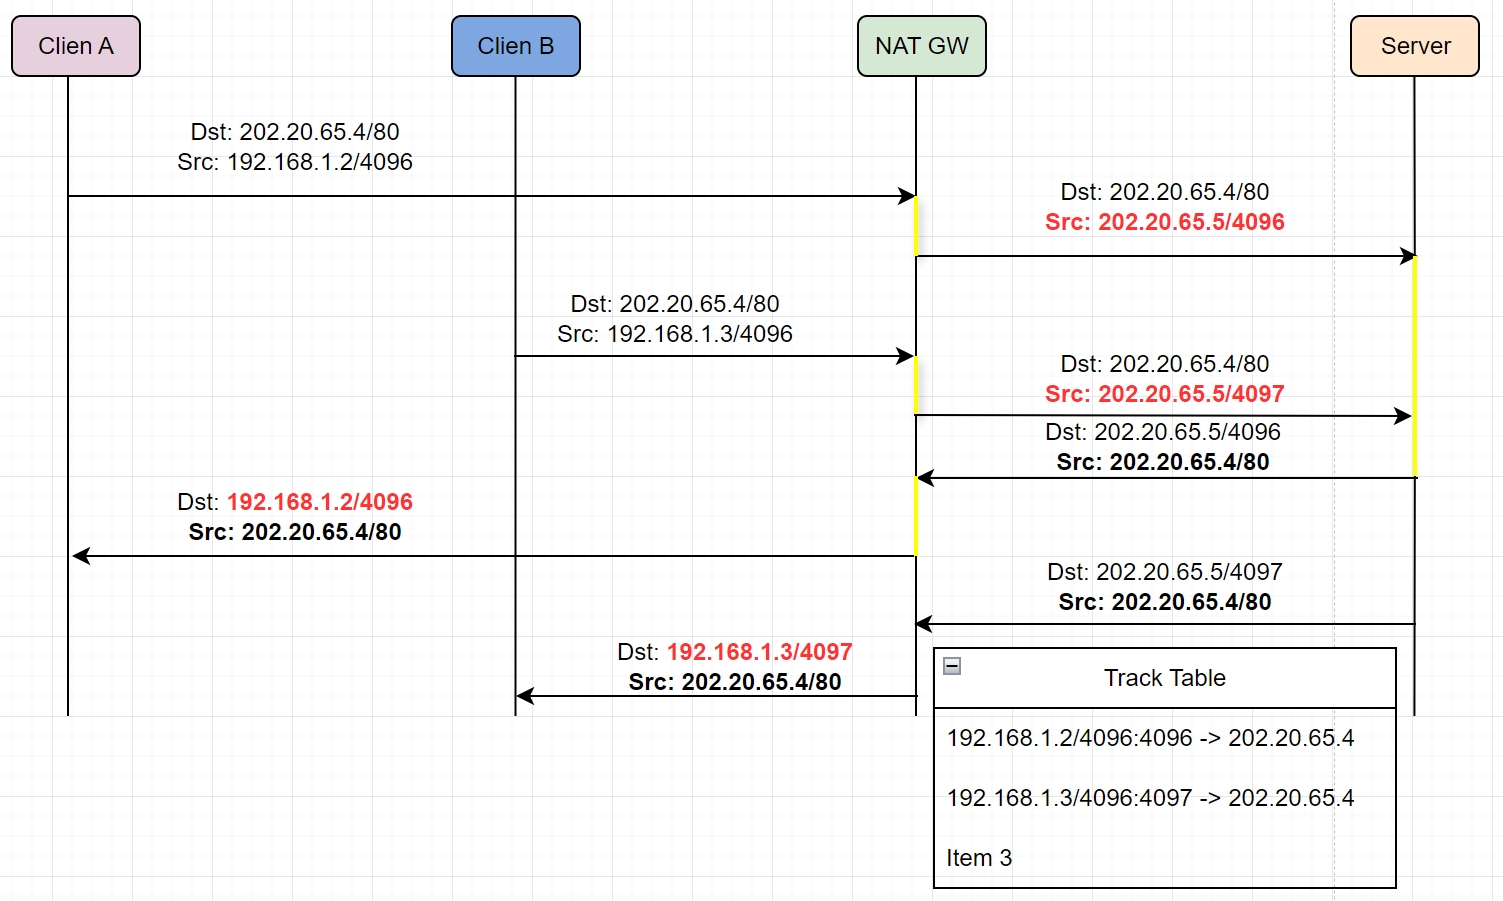 Clien A
Clien B
NAT GW
Server
Dst: 202.20.65.4/80
Src: 192.168.1.2/4096
Dst: 202.20.65.4/80
Src: 202.20.65.5/4096
Dst: 202.20.65.4/80
Src: 192.168.1.3/4096
Dst: 202.20.65.4/80
Src: 202.20.65.5/4097
Dst: 202.20.65.5/4096
Src: 202.20.65.4/80
Dst: 192.168.1.2/4096
Src: 202.20.65.4/80
Dst: 202.20.65.5/4097
Src: 202.20.65.4/80
Dst: 192.168.1.3/4097
Src: 202.20.65.4/80
Track Table
192.168.1.2/4096:4096 -> 202.20.65.4
192.168.1.3/4096:4097 -> 202.20.65.4
Item 3